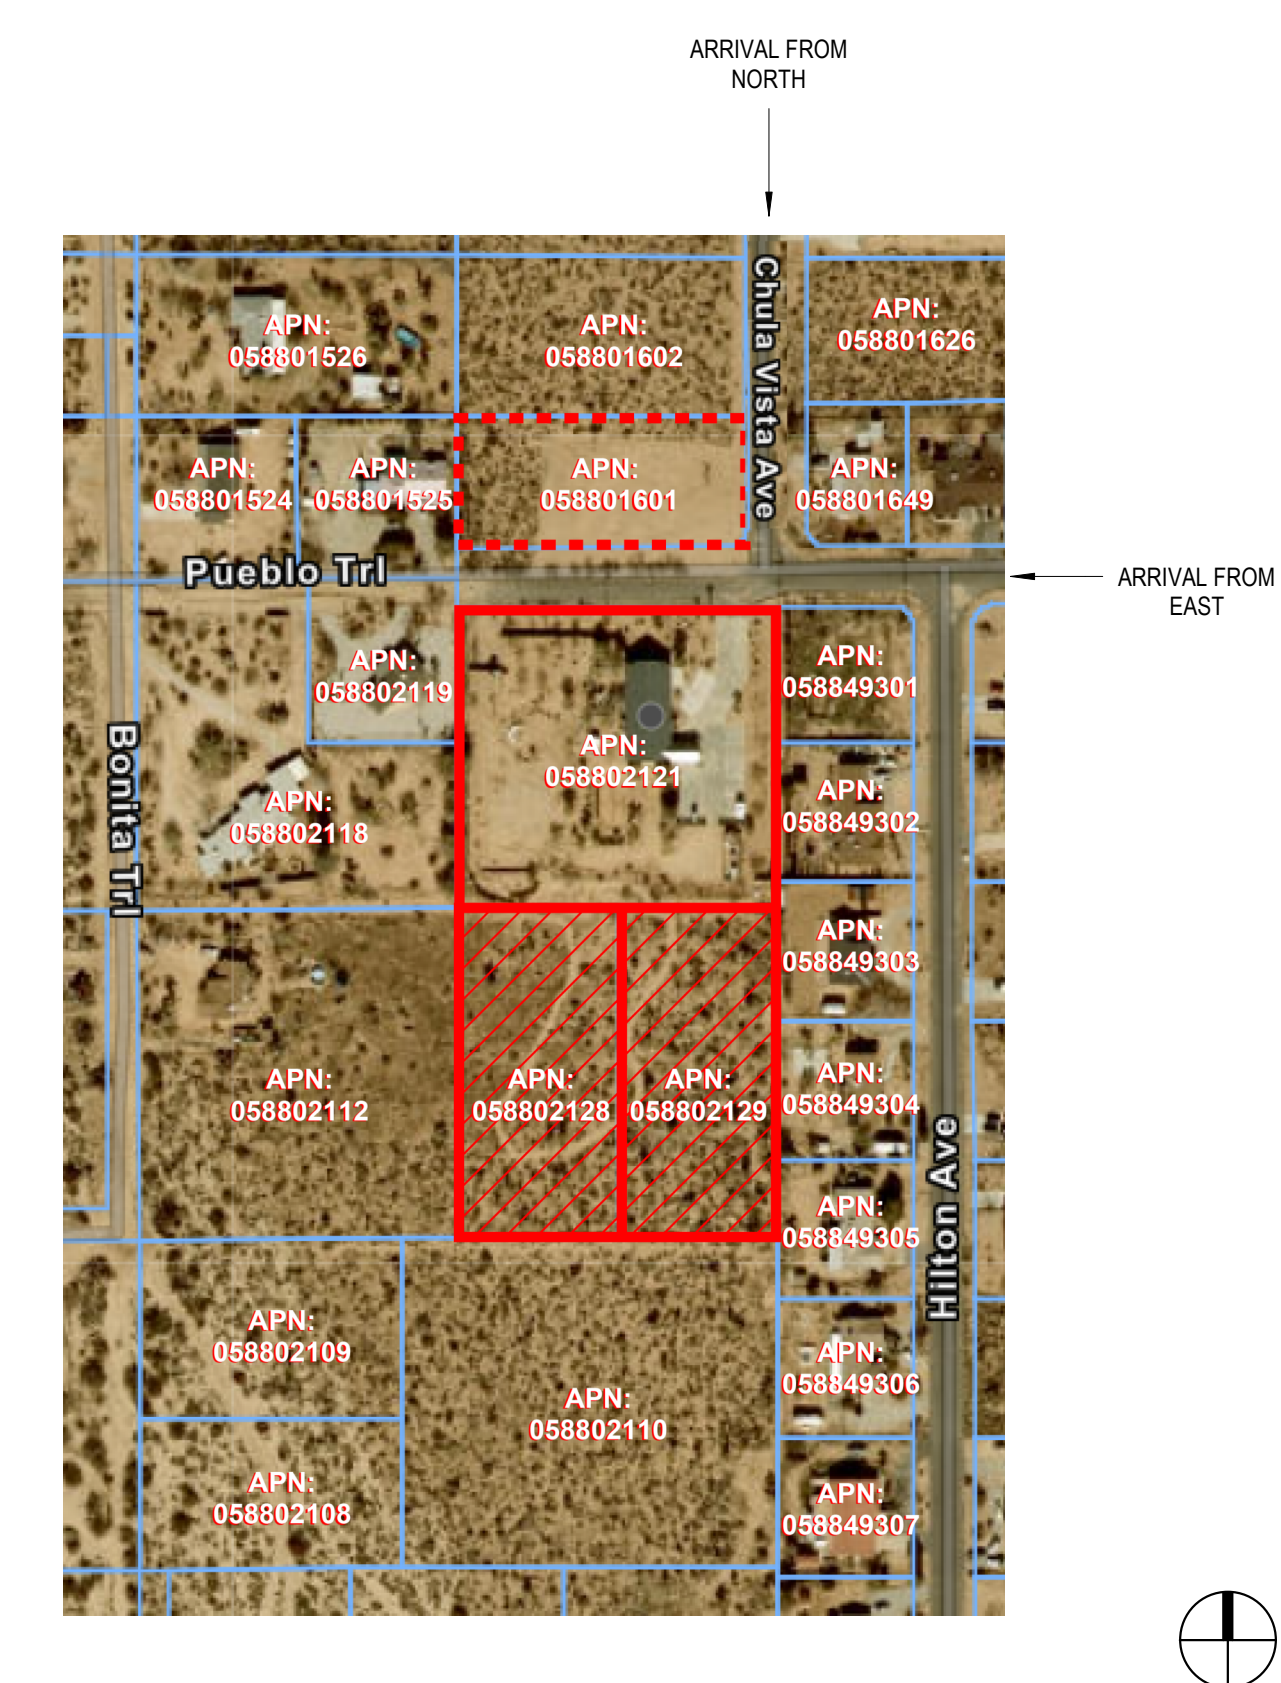 ARRIVAL FROM
NORTH
Chula Vista Ave
APN:
058801526
APN:
058801602
APN:
058801626
APN:
058801524
APN:
058801525
APN:
058801601
APN:
058801649
Pueblo Trl
ARRIVAL FROM
EAST
APN:
058802119
APN:
058849301
APN:
058802121
Bonita Trl
APN:
058802118
APN:
058849302
APN:
058849303
APN:
058802112
APN:
058802128
APN:
058802129
APN:
058849304
Hilton Ave
APN:
058849305
APN:
058802109
APN:
058849306
APN:
058802110
APN:
058802108
APN:
058849307